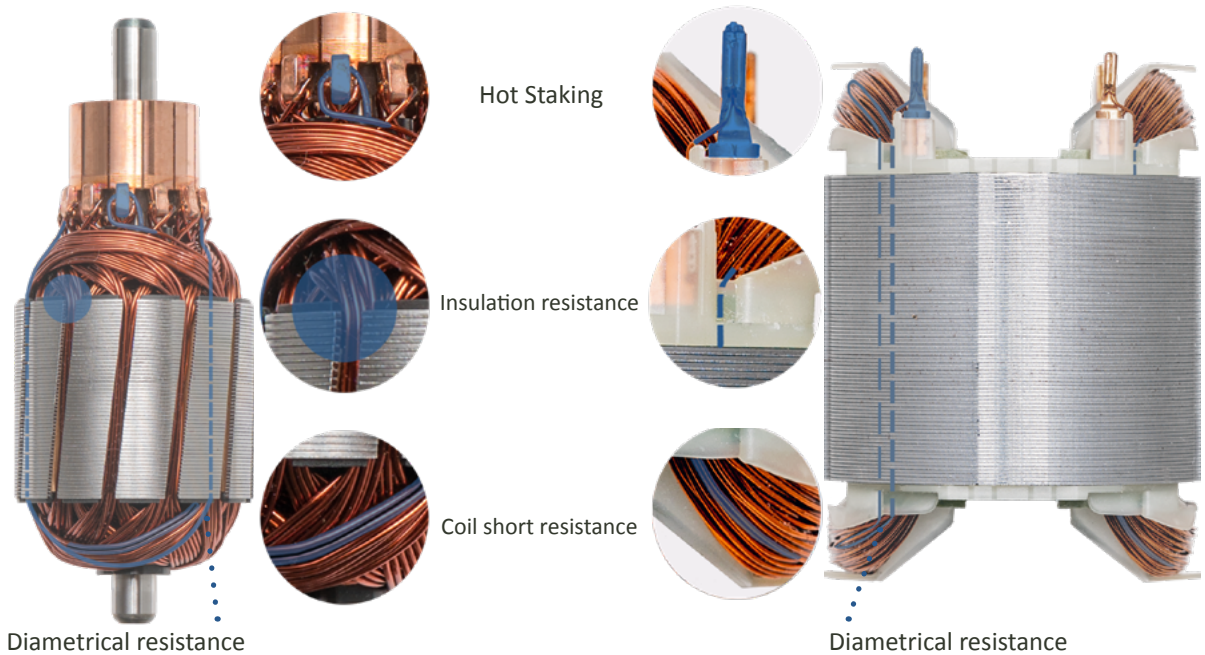 Hot Staking
Insulation resistance
Coil short resistance
Diametrical resistance
Diametrical resistance